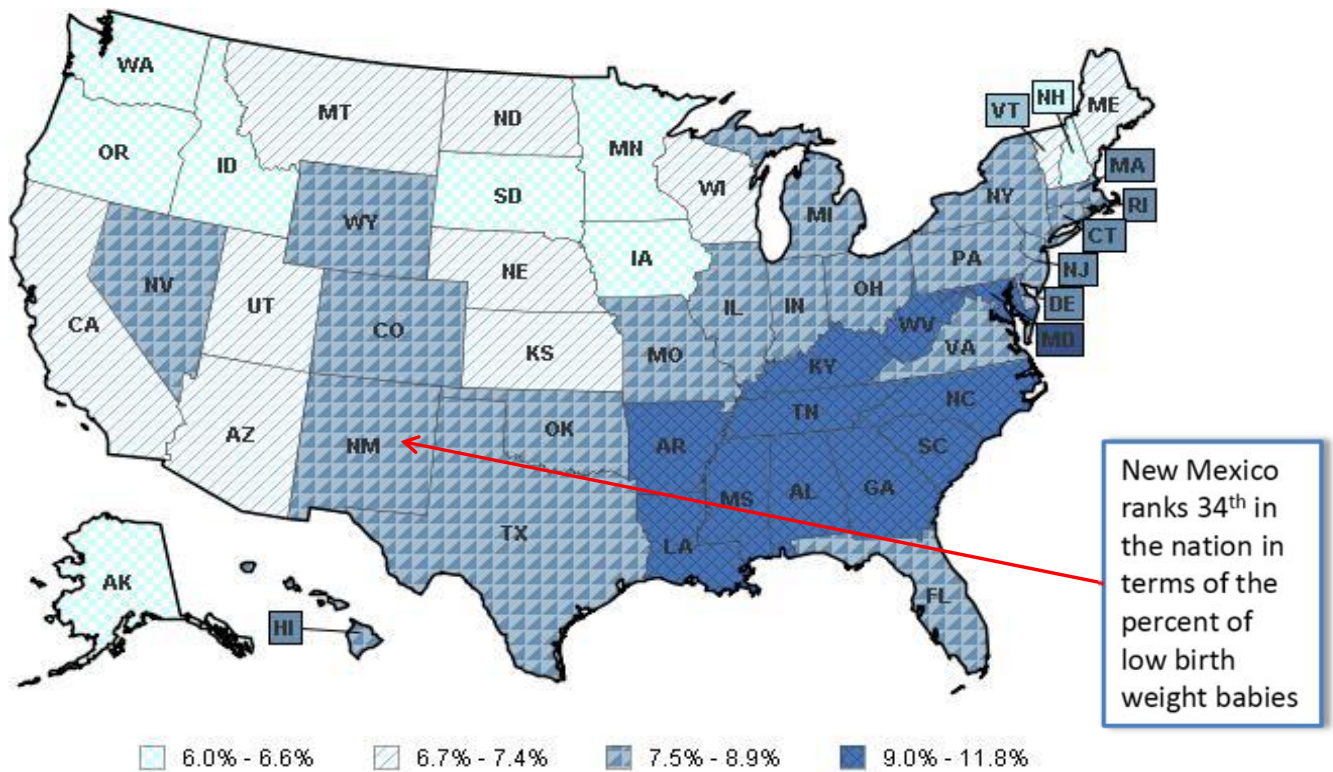 WA
MT
ND
MN
VT
NH
ME
OR
ID
SD
WI
MI
NY
MA
RI
WY
CT
IA
NE
PA
NJ
NV
UT
IL
IN
OH
DE
CA
CO
WV
MD
KS
MO
VA
KY
AZ
NM
OK
TN
NC
AR
SC
MS
AL
GA
TX
LA
FL
AK
HI
New Mexico
ranks 34th in
the nation in
terms of the
percent of
low birth
weight babies
6.0% - 6.6% 6.7% - 7.4% 7.5% - 8.9% 9.0% - 11.8%